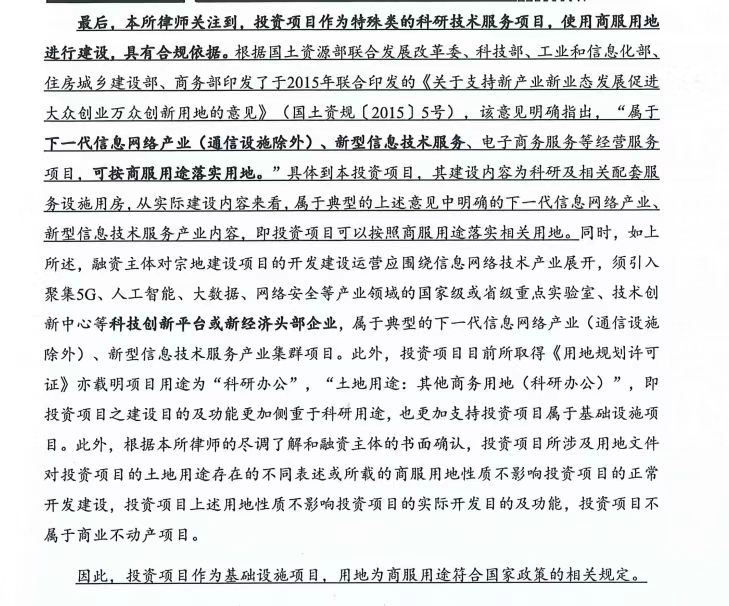 最后，本所律师关注到，投资项目作为特殊类的科研技术服务项目，使用商服用地
进行建设，具有合规依据。根据国土资源部联合发展改革委、科技部、工业和信息化部、
住房城乡建设部、商务部印发了于2015年联合印发的《关于支持新产业新业态发展促进
大众创业万众创新用地的意见》（国土资规〔2015〕5号），该意见明确指出，“属于
下一代信息网络产业（通信设施除外）、新型信息技术服务、电子商务服务等经营服务
项目，可按商服用途落实用地。”具体到本投资项目，其建设内容为科研及相关配套服
务设施用房，从实际建设内容来看，属于典型的上述意见中明确的下一代信息网络产业、
新型信息技术服务产业内容，即投资项目可以按照商服用途落实相关用地。同时，如上
所述，融资主体对宗地建设项目的开发建设运营应围绕信息网络技术产业展开，须引入
聚集5G、人工智能、大数据、网络安全等产业领域的国家级或省级重点实验室、技术创
新中心等科技创新平台或新经济头部企业，属于典型的下一代信息网络产业（通信设施
除外）、新型信息技术服务产业集群项目。此外，投资项目目前所取得《用地规划许可
证》亦载明项目用途为“科研办公”，“土地用途：其他商务用地（科研办公）”，即
投资项目之建设目的及功能更加侧重于科研用途，也更加支持投资项目属于基础设施项
目。此外，根据本所律师的尽调了解和融资主体的书面确认，投资项目所涉及用地文件
对投资项目的土地用途存在的不同表述或所载的商服用地性质不影响投资项目的正常
开发建设，投资项目上述用地性质不影响投资项目的实际开发目的及功能，投资项目不
属于商业不动产项目。
因此，投资项目作为基础设施项目，用地为商服用途符合国家政策的相关规定。